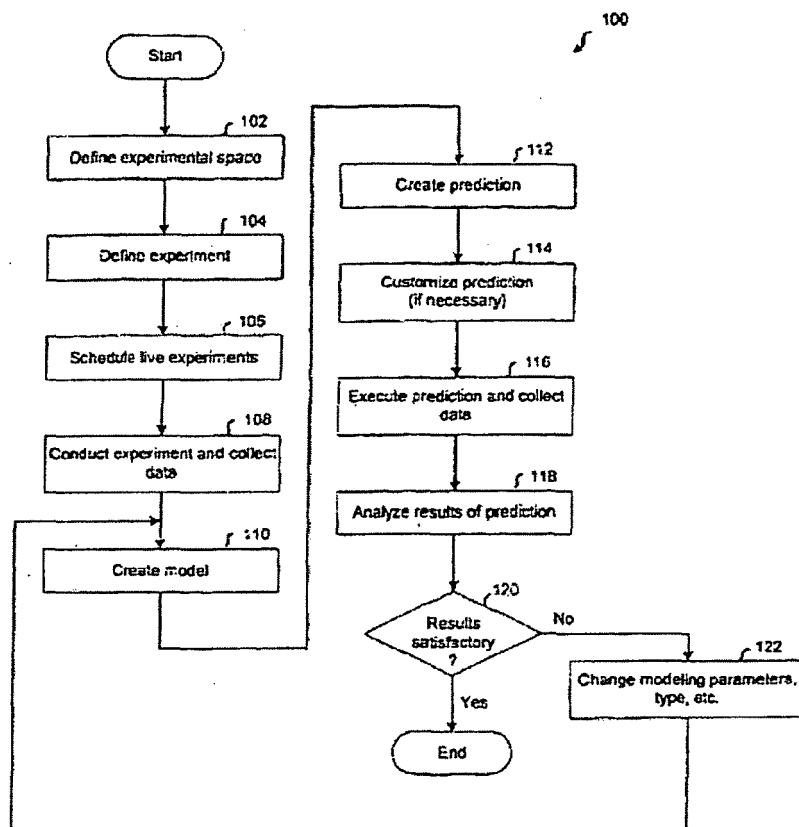 100
Start
102
Define experimental space
104
Define experiment
106
Schedule live experiments
108
Conduct experiment and collect
data
110
Create model
112
Create prediction
114
Customize prediction
(if necessary)
116
Execute prediction and collect
data
118
Analyze results of prediction
120
Results
satisfactory
?
No
Yes
End
122
Change modeling parameters,
type, etc.